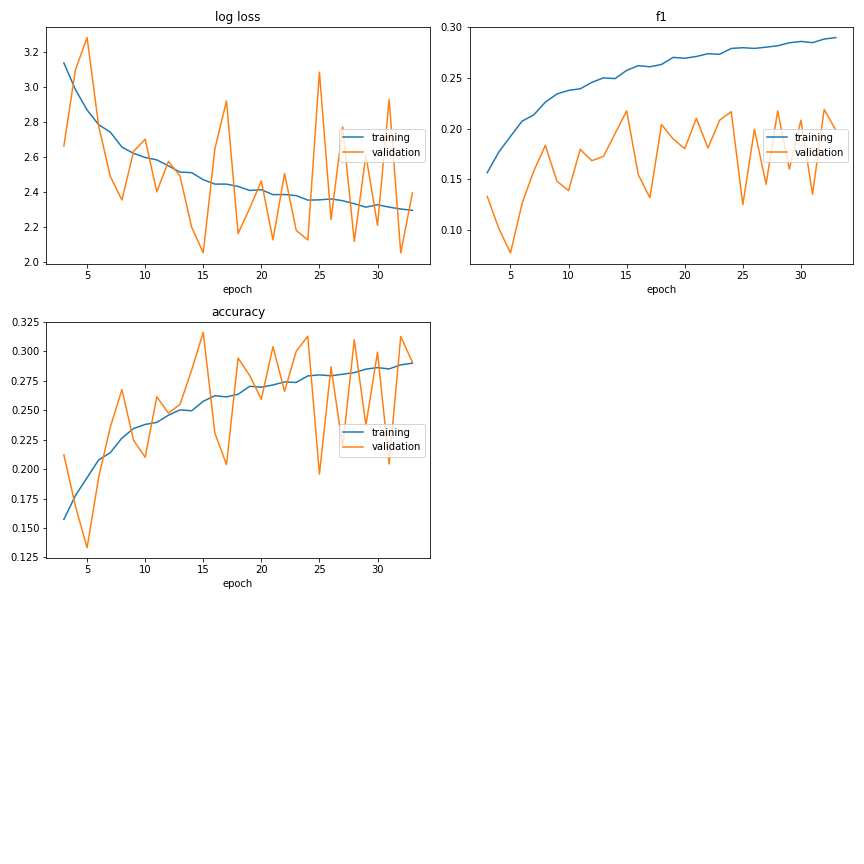 log loss
3.2
3.0
2.8
2.6
2.4
2.2
2.0
5 10 15 20 25 30
epoch
training
validation
f1
0.30
0.25
0.20
0.15
0.10
5 10 15 20 25 30
epoch
training
validation
accuracy
0.325
0.300
0.275
0.250
0.225
0.200
0.175
0.150
0.125
5 10 15 20 25 30
epoch
training
validation